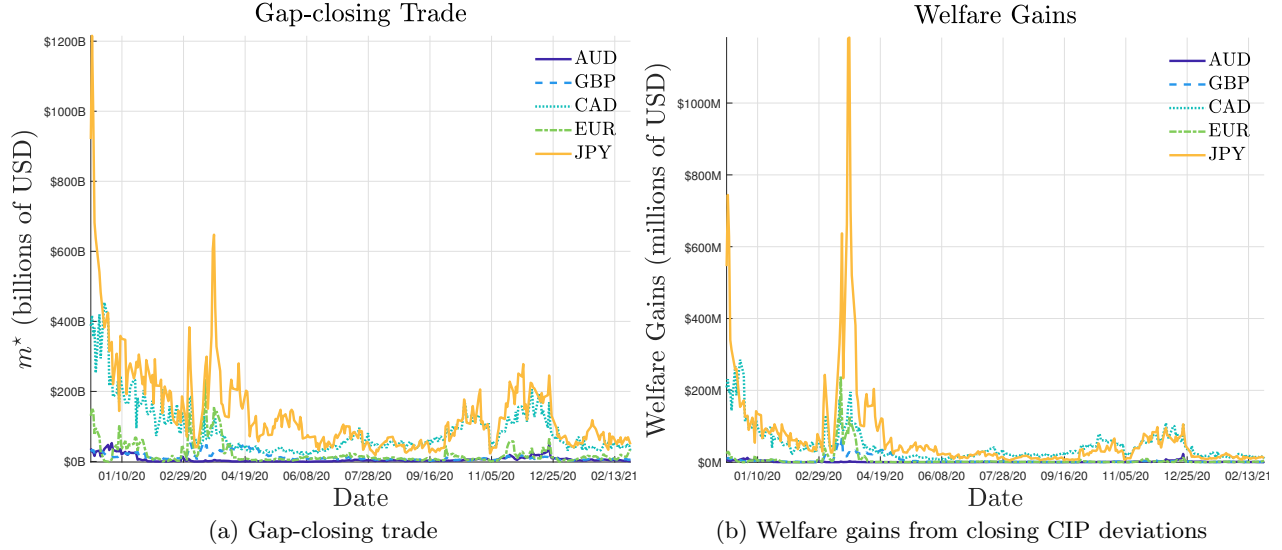 Gap-closing Trade
m* (billions of USD)
$1200B
$1000B
$800B
$600B
$400B
$200B
$0B
AUD
GBP
CAD
EUR
JPY
01/10/20 02/29/20 04/19/20 06/08/20 07/28/20 09/16/20 11/05/20 12/25/20 02/13/21
Date
(a) Gap-closing trade
Welfare Gains
Welfare Gains (millions of USD)
$1000M
$800M
$600M
$400M
$200M
$0M
AUD
GBP
CAD
EUR
JPY
01/10/20 02/29/20 04/19/20 06/08/20 07/28/20 09/16/20 11/05/20 12/25/20 02/13/21
Date
(b) Welfare gains from closing CIP deviations